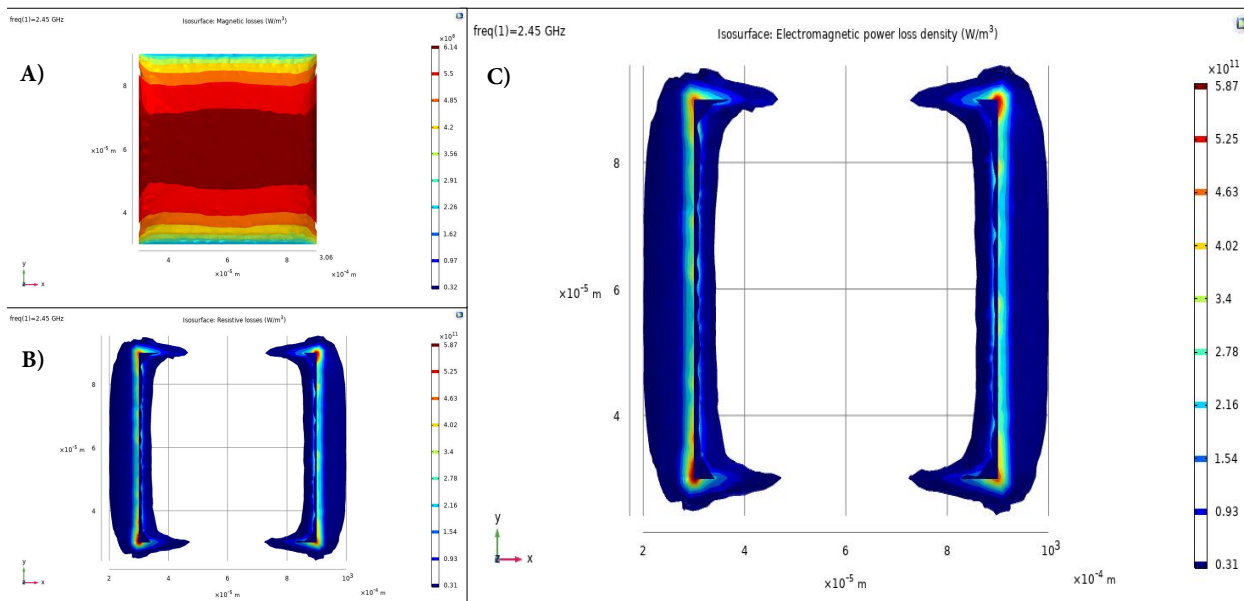 freq(1)=2.45 GHz
Isosurface: Magnetic losses (W/m³)
A)
×10⁸
6.14
5.5
4.85
4.2
3.56
2.91
2.26
1.62
0.97
0.32
8
×10⁻⁵ m
6
4
4
6
8
3.06
×10⁻⁵ m
×10⁻⁴ m
y
z
x
freq(1)=2.45 GHz
Isosurface: Resistive losses (W/m³)
B)
×10¹¹
5.87
5.25
4.63
4.02
3.4
2.78
2.16
1.54
0.93
0.31
8
×10⁻⁵ m
6
4
2
4
6
8
10³
×10⁻⁵ m
×10⁻⁴ m
y
z
x
freq(1)=2.45 GHz
Isosurface: Electromagnetic power loss density (W/m³)
C)
×10¹¹
5.87
5.25
4.63
4.02
3.4
2.78
2.16
1.54
0.93
0.31
8
×10⁻⁵ m
6
4
2
4
6
8
10³
×10⁻⁵ m
×10⁻⁴ m
y
z
x